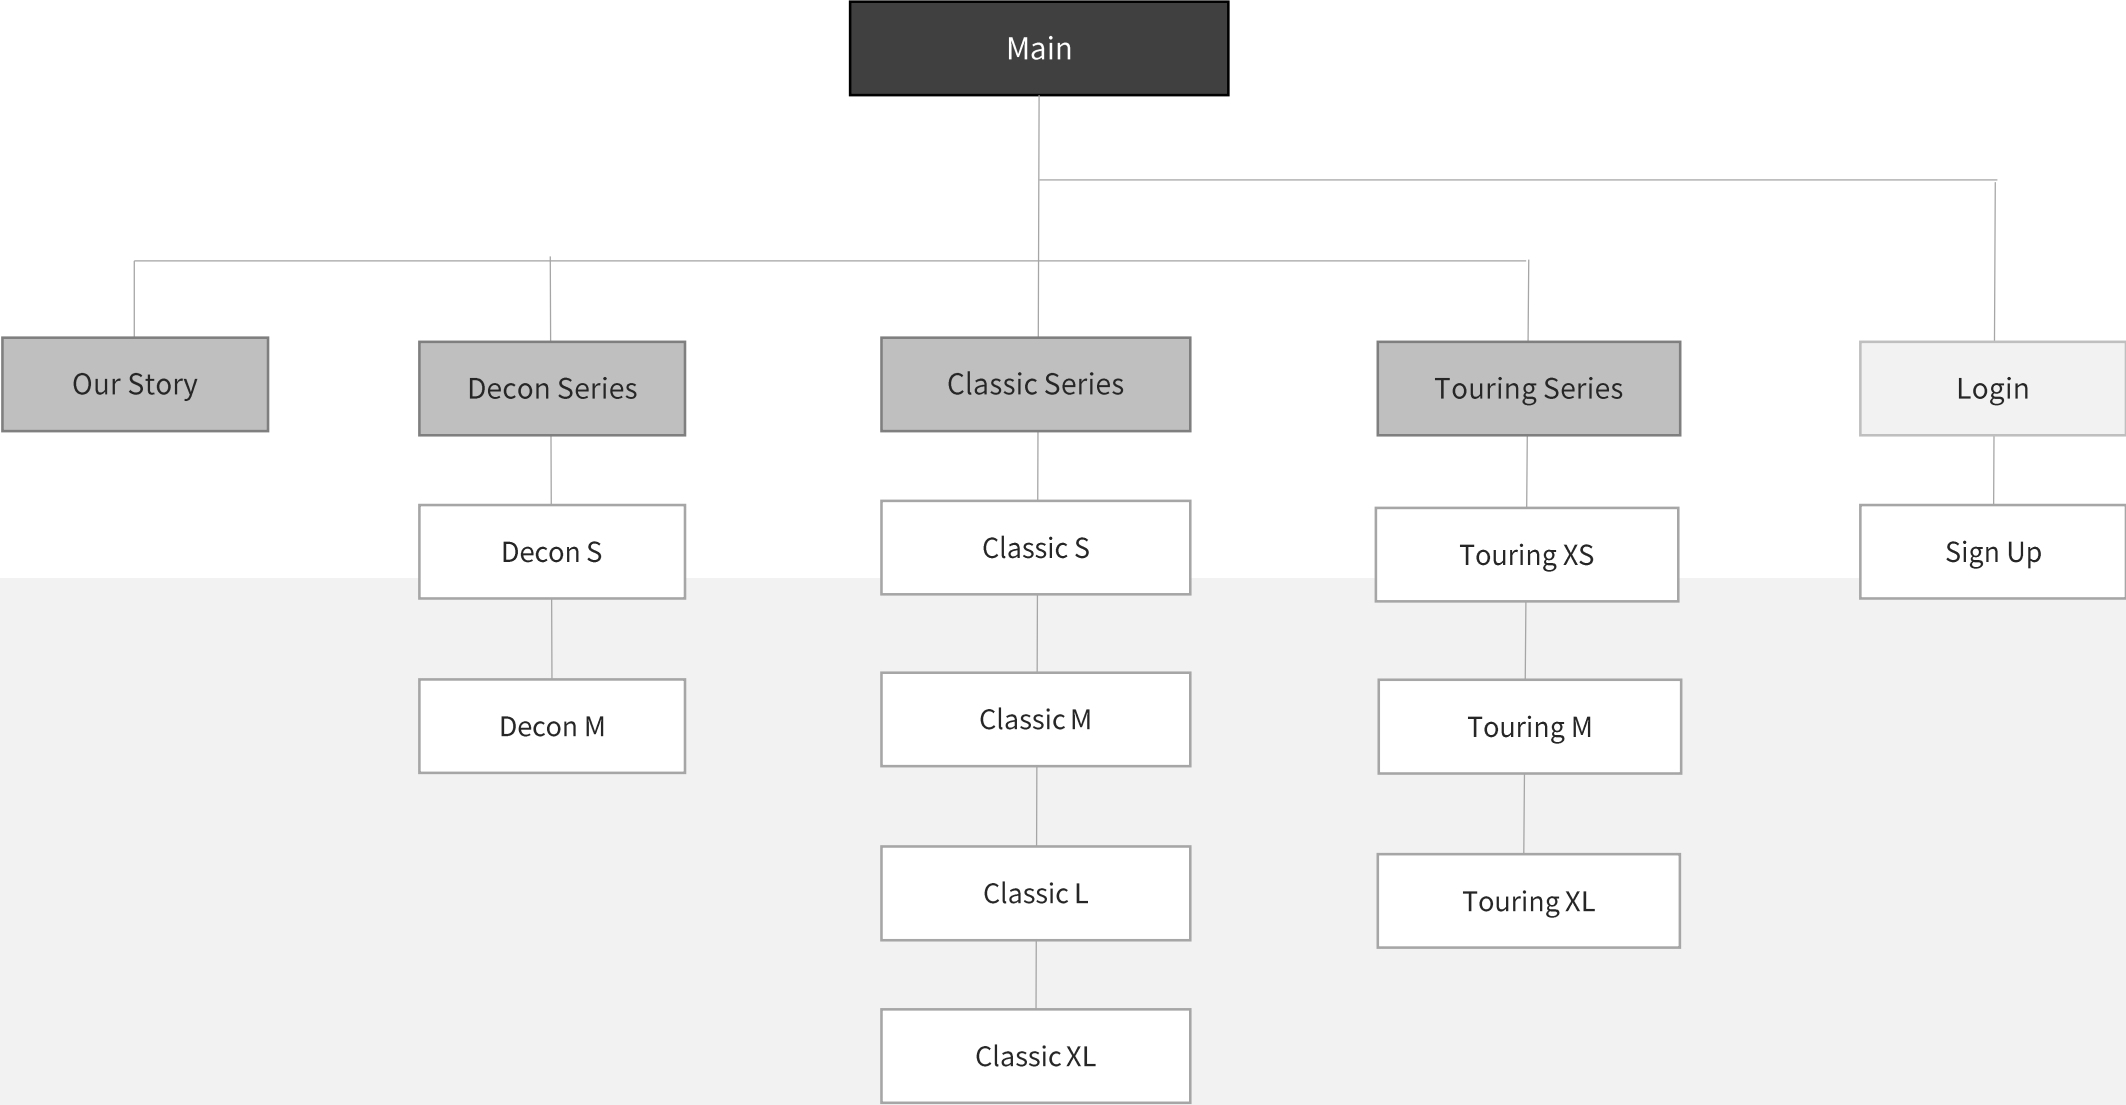 Main
Our Story
Decon Series
Classic Series
Touring Series
Login
Decon S
Classic S
Touring XS
Sign Up
Decon M
Classic M
Touring M
Classic L
Touring XL
Classic XL